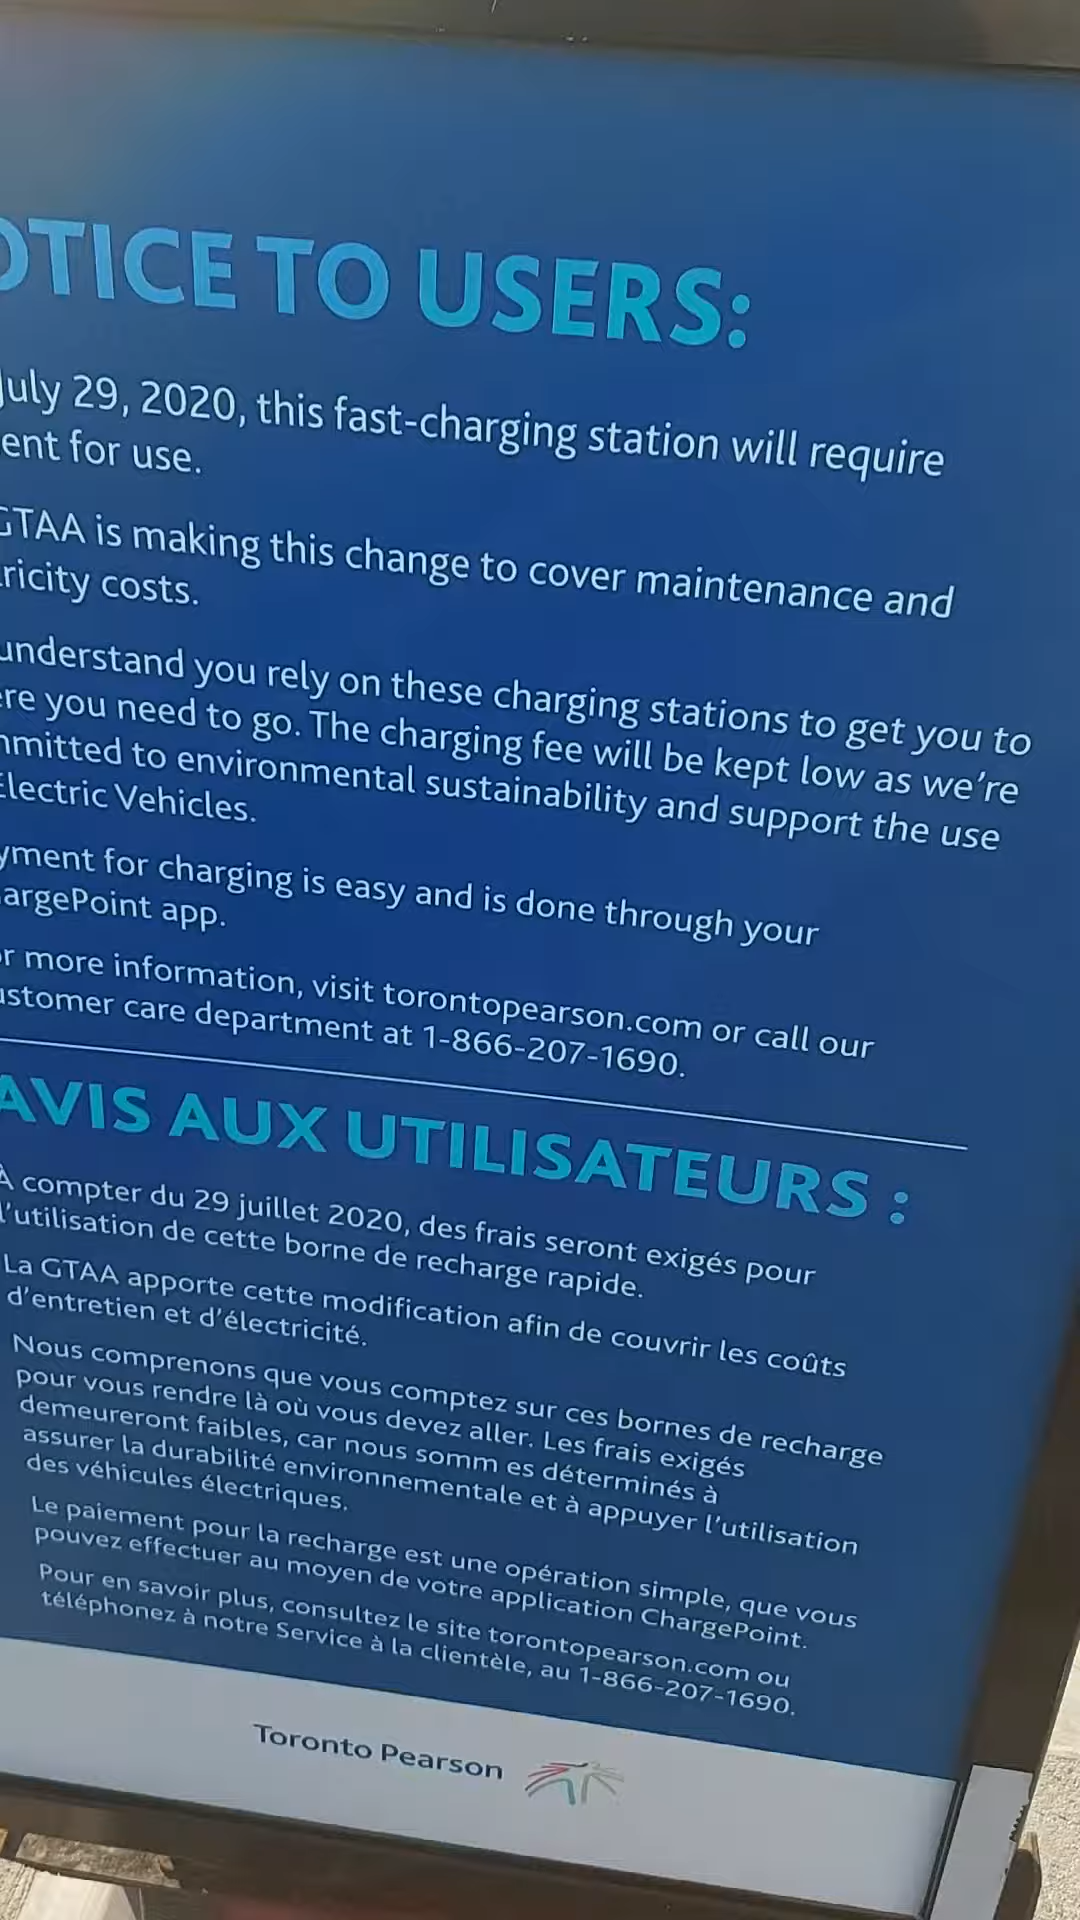 OTICE TO USERS:
July 29, 2020, this fast-charging station will require
ent for use.
GTAA is making this change to cover maintenance and
ricity costs.
understand you rely on these charging stations to get you to
ere you need to go. The charging fee will be kept low as we're
mmitted to environmental sustainability and support the use
Electric Vehicles.
yment for charging is easy and is done through your
argePoint app.
or more information, visit torontopearson.com or call our
ustomer care department at 1-866-207-1690.
AVIS AUX UTILISATEURS :
À compter du 29 juillet 2020, des frais seront exigés pour
l'utilisation de cette borne de recharge rapide.
La GTAA apporte cette modification afin de couvrir les coûts
d'entretien et d'électricité.
Nous comprenons que vous comptez sur ces bornes de recharge
pour vous rendre là où vous devez aller. Les frais exigés
demeureront faibles, car nous somm es déterminés à
assurer la durabilité environnementale et à appuyer l'utilisation
des véhicules électriques.
Le paiement pour la recharge est une opération simple, que vous
pouvez effectuer au moyen de votre application ChargePoint.
Pour en savoir plus, consultez le site torontopearson.com ou
téléphonez à notre Service à la clientèle, au 1-866-207-1690.
Toronto Pearson